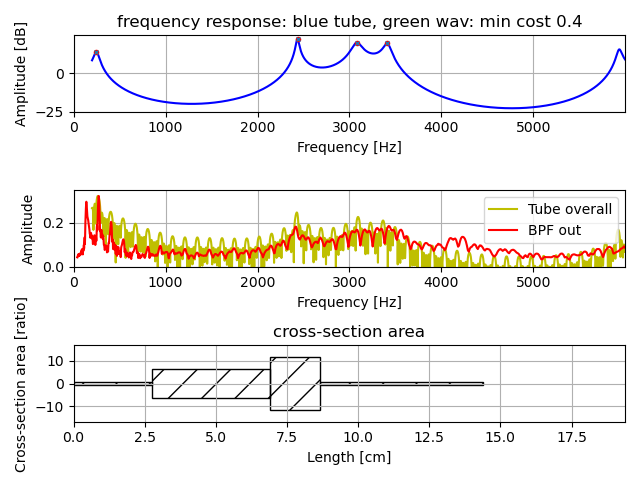 frequency response: blue tube, green wav: min cost 0.4
Amplitude [dB]
0
−25
0 1000 2000 3000 4000 5000
Frequency [Hz]
Amplitude
0.2
0.0
Tube overall
BPF out
0 1000 2000 3000 4000 5000
Frequency [Hz]
cross-section area
Cross-section area [ratio]
10
0
−10
0.0 2.5 5.0 7.5 10.0 12.5 15.0 17.5
Length [cm]